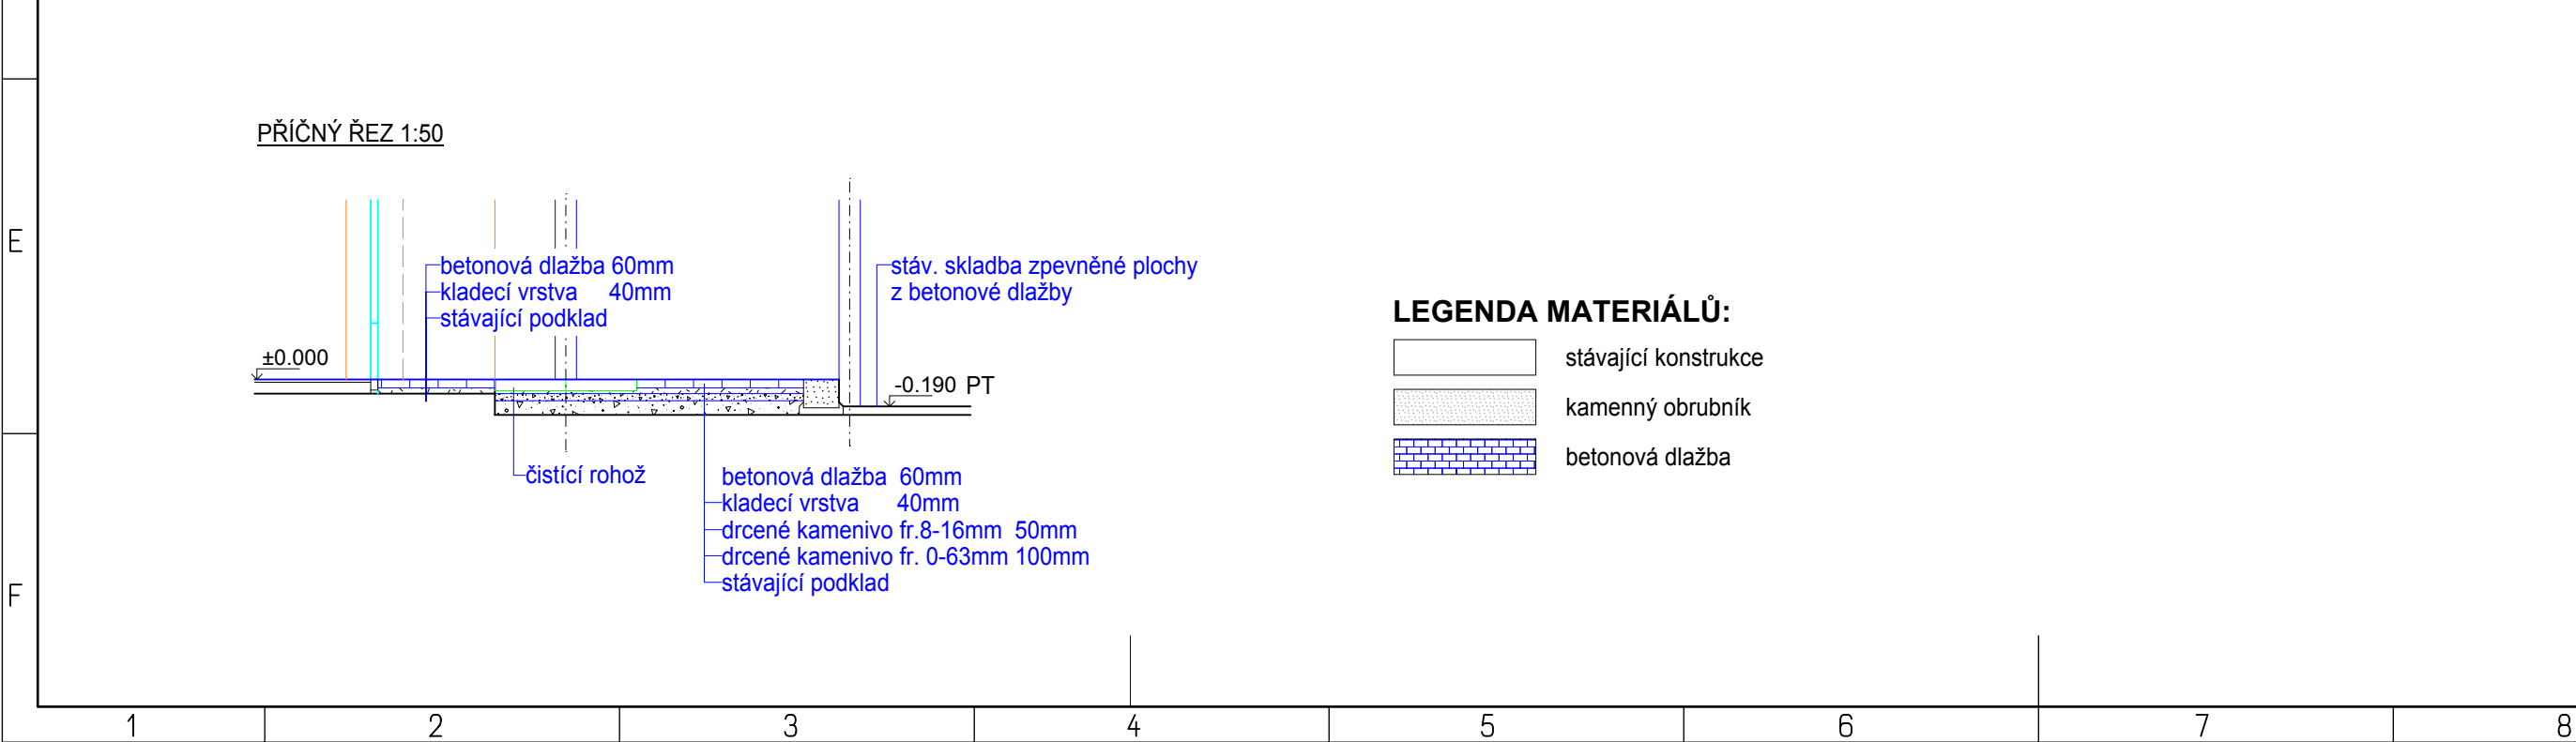 PŘÍČNÝ ŘEZ 1:50
E
betonová dlažba 60mm
kladecí vrstva 40mm
stávající podklad
stáv. skladba zpevněné plochy
z betonové dlažby
±0.000
-0.190 PT
čistící rohož
betonová dlažba 60mm
kladecí vrstva 40mm
drcené kamenivo fr.8-16mm 50mm
drcené kamenivo fr. 0-63mm 100mm
stávající podklad
LEGENDA MATERIÁLŮ:
stávající konstrukce
kamenný obrubník
betonová dlažba
F
1 2 3 4 5 6 7 8